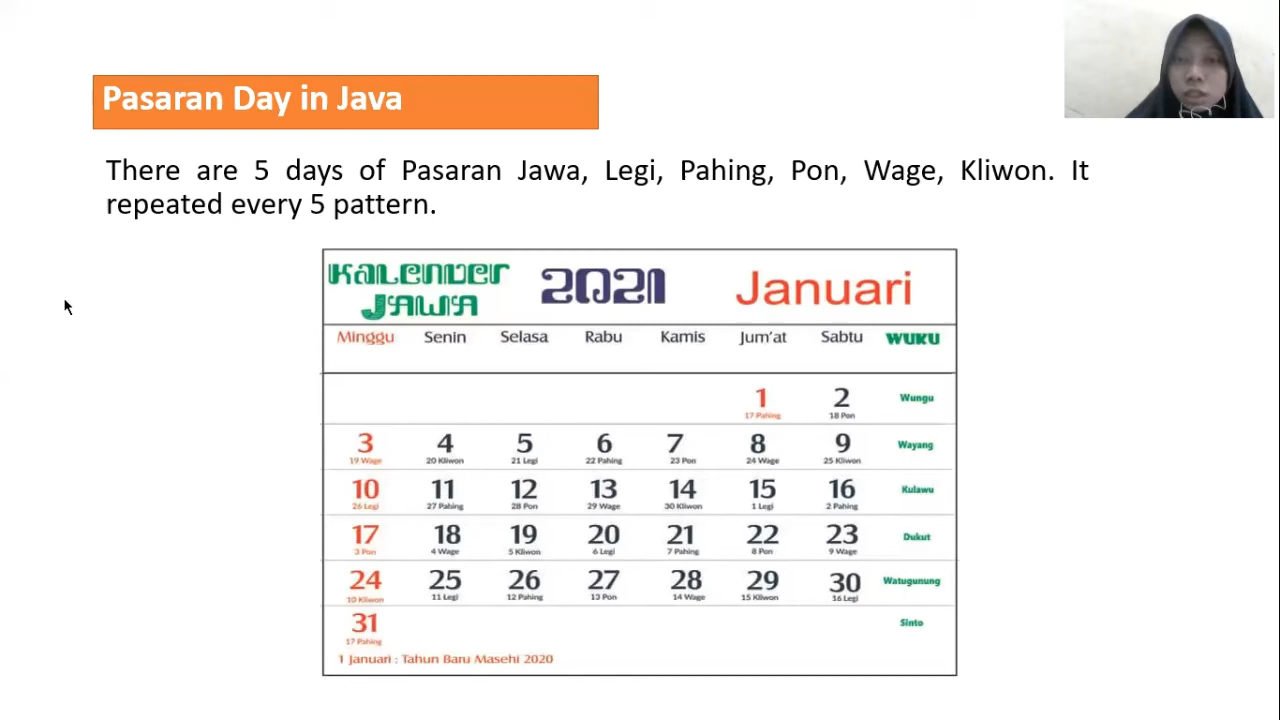 Pasaran Day in Java
There are 5 days of Pasaran Jawa, Legi, Pahing, Pon, Wage, Kliwon. It
repeated every 5 pattern.
KALENDER JAWA 2021 Januari
Minggu Senin Selasa Rabu Kamis Jum'at Sabtu WUKU
1 2 Wungu
17 Pahing 18 Pon
3 4 5 6 7 8 9 Wayang
19 Wage 20 Kliwon 21 Legi 22 Pahing 23 Pon 24 Wage 25 Kliwon
10 11 12 13 14 15 16 Kulawu
26 Legi 27 Pahing 28 Pon 29 Wage 30 Kliwon 1 Legi 2 Pahing
17 18 19 20 21 22 23 Dukut
3 Pon 4 Wage 5 Kliwon 6 Legi 7 Pahing 8 Pon 9 Wage
24 25 26 27 28 29 30 Watugunung
10 Kliwon 11 Legi 12 Pahing 13 Pon 14 Wage 15 Kliwon 16 Legi
31 Sinto
17 Pahing
1 Januari : Tahun Baru Masehi 2020